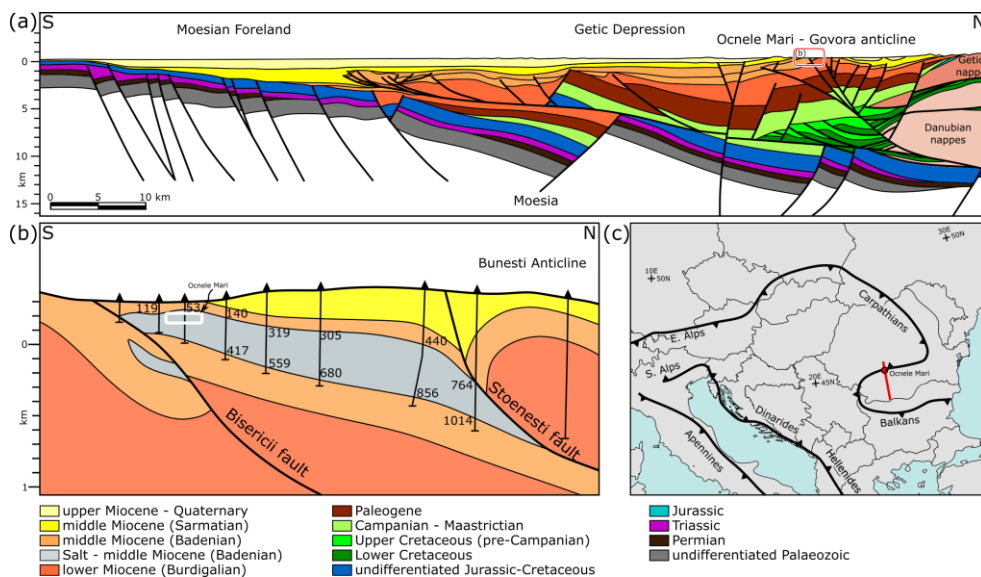 (a) S
Moesian Foreland
Getic Depression
N
Ocnele Mari - Govora anticline
b)
0
5
10
15
km
Getic
nappes
Danubian
nappes
0 5 10 km
Moesia
(b) S
N
Bunesti Anticline
Ocnele Mari
119
53
140
319
305
440
417
559
680
856
764
1014
0
km
1
Bisericii fault
Stoenesti fault
(c)
10E
50N
30E
50N
20E
45N
E. Alps
S. Alps
Carpathians
Ocnele Mari
Dinarides
Balkans
Apennines
Hellenides
upper Miocene - Quaternary
middle Miocene (Sarmatian)
middle Miocene (Badenian)
Salt - middle Miocene (Badenian)
lower Miocene (Burdigalian)
Paleogene
Campanian - Maastrictian
Upper Cretaceous (pre-Campanian)
Lower Cretaceous
undifferentiated Jurassic-Cretaceous
Jurassic
Triassic
Permian
undifferentiated Palaeozoic